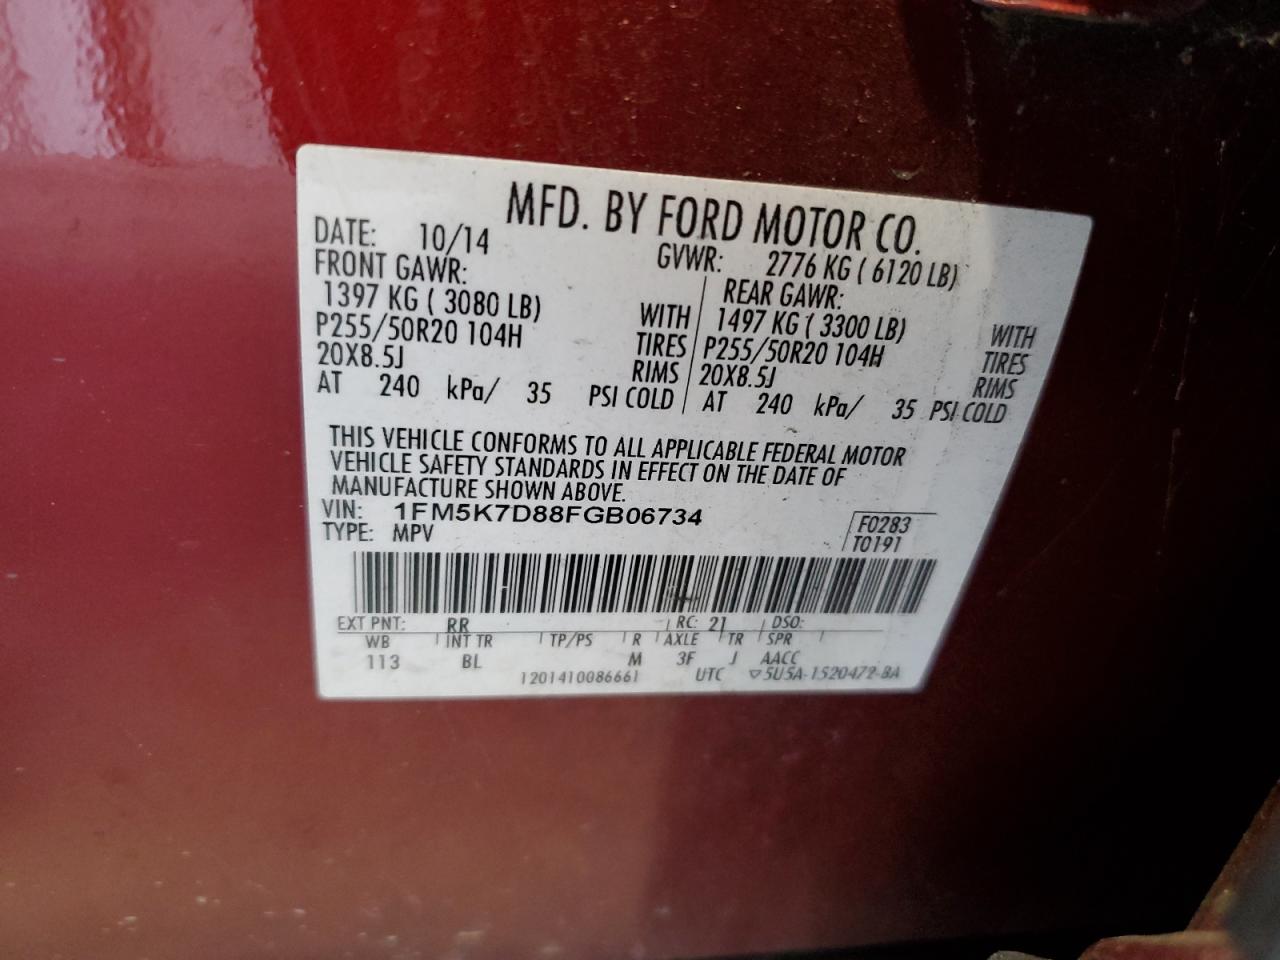 MFD. BY FORD MOTOR CO.
DATE: 10/14 GVWR: 2776 KG ( 6120 LB)
FRONT GAWR: REAR GAWR:
1397 KG ( 3080 LB) WITH 1497 KG ( 3300 LB) WITH
P255/50R20 104H TIRES P255/50R20 104H TIRES
20X8.5J RIMS 20X8.5J RIMS
AT 240 kPa/ 35 PSI COLD AT 240 kPa/ 35 PSI COLD
THIS VEHICLE CONFORMS TO ALL APPLICABLE FEDERAL MOTOR
VEHICLE SAFETY STANDARDS IN EFFECT ON THE DATE OF
MANUFACTURE SHOWN ABOVE.
VIN: 1FM5K7D88FGB06734 F0283
TYPE: MPV T0191
EXT PNT: RR RC: 21 DSO:
WB INT TR TP/PS R AXLE TR SPR
113 BL M 3F J AACC
1201410086661 UTC ▽5U5A-1520472-BA